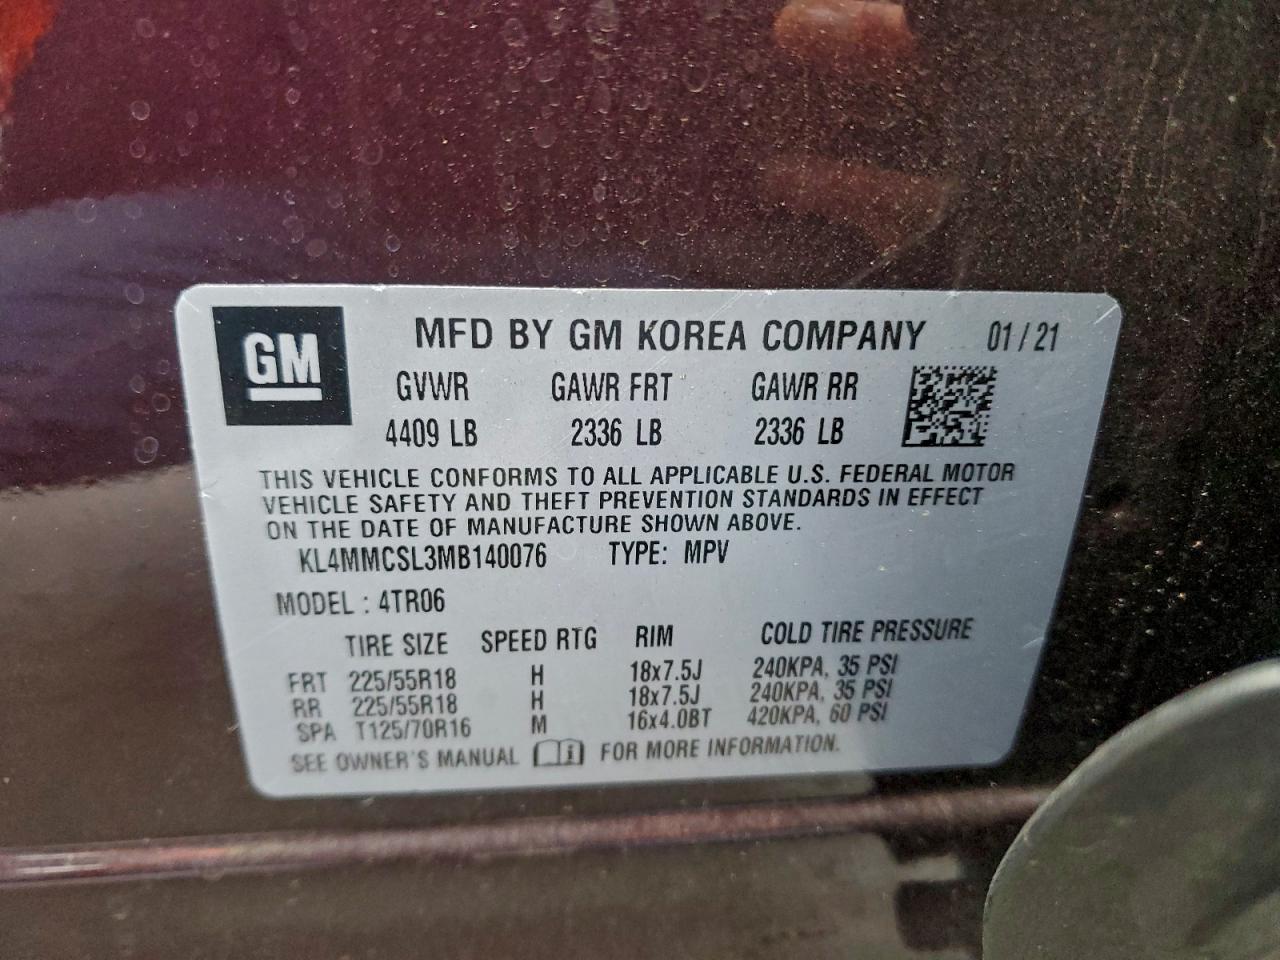 GM
MFD BY GM KOREA COMPANY 01/21
GVWR GAWR FRT GAWR RR
4409 LB 2336 LB 2336 LB
THIS VEHICLE CONFORMS TO ALL APPLICABLE U.S. FEDERAL MOTOR
VEHICLE SAFETY AND THEFT PREVENTION STANDARDS IN EFFECT
ON THE DATE OF MANUFACTURE SHOWN ABOVE.
KL4MMCSL3MB140076 TYPE: MPV
MODEL : 4TR06
TIRE SIZE SPEED RTG RIM COLD TIRE PRESSURE
FRT 225/55R18 H 18x7.5J 240KPA, 35 PSI
RR 225/55R18 H 18x7.5J 240KPA, 35 PSI
SPA T125/70R16 M 16x4.0BT 420KPA, 60 PSI
SEE OWNER'S MANUAL FOR MORE INFORMATION.